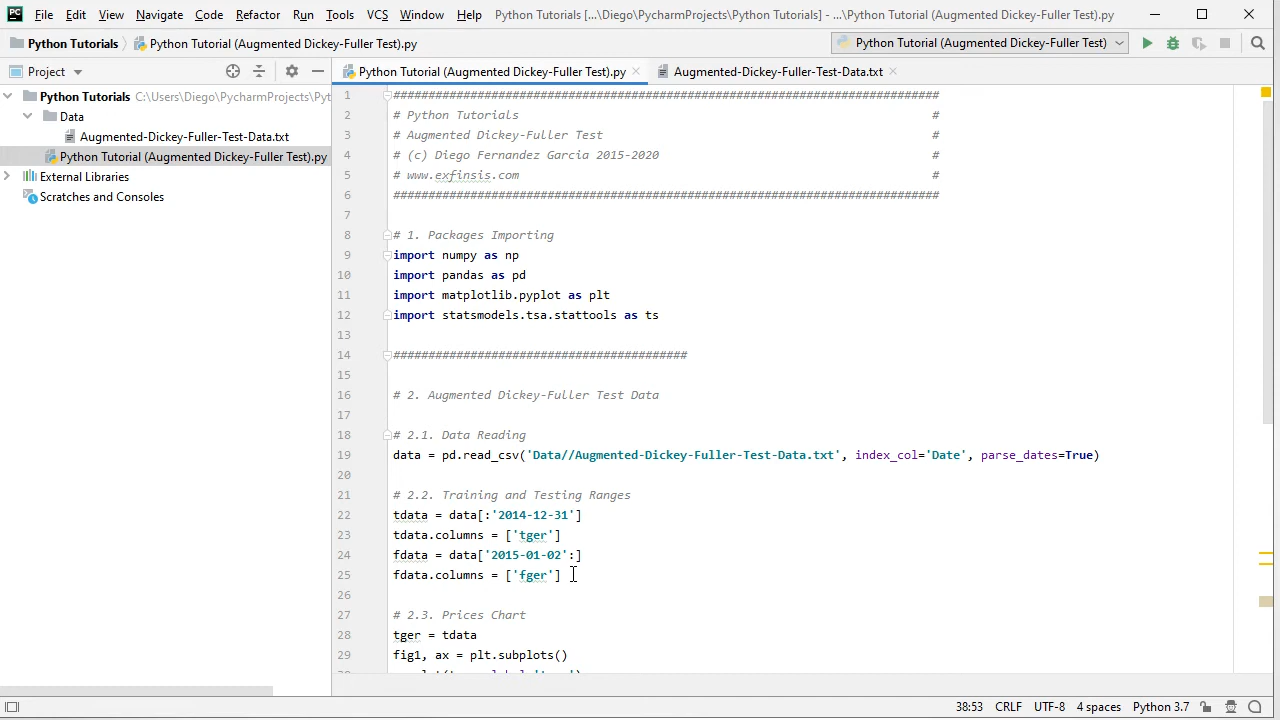 PC File Edit View Navigate Code Refactor Run Tools VCS Window Help Python Tutorials [...\Diego\PycharmProjects\Python Tutorials] - ...\Python Tutorial (Augmented Dickey-Fuller Test).py
Python Tutorials Python Tutorial (Augmented Dickey-Fuller Test).py Python Tutorial (Augmented Dickey-Fuller Test)
Project Python Tutorial (Augmented Dickey-Fuller Test).py Augmented-Dickey-Fuller-Test-Data.txt
Python Tutorials C:\Users\Diego\PycharmProjects\Pyt
Data
Augmented-Dickey-Fuller-Test-Data.txt
Python Tutorial (Augmented Dickey-Fuller Test).py
External Libraries
Scratches and Consoles
1 ##############################################################################
2 # Python Tutorials #
3 # Augmented Dickey-Fuller Test #
4 # (c) Diego Fernandez Garcia 2015-2020 #
5 # www.exfinsis.com #
6 ##############################################################################
7
8 # 1. Packages Importing
9 import numpy as np
10 import pandas as pd
11 import matplotlib.pyplot as plt
12 import statsmodels.tsa.stattools as ts
13
14 ##########################################
15
16 # 2. Augmented Dickey-Fuller Test Data
17
18 # 2.1. Data Reading
19 data = pd.read_csv('Data//Augmented-Dickey-Fuller-Test-Data.txt', index_col='Date', parse_dates=True)
20
21 # 2.2. Training and Testing Ranges
22 tdata = data[:'2014-12-31']
23 tdata.columns = ['tger']
24 fdata = data['2015-01-02':]
25 fdata.columns = ['fger']
26
27 # 2.3. Prices Chart
28 tger = tdata
29 fig1, ax = plt.subplots()
38:53 CRLF UTF-8 4 spaces Python 3.7